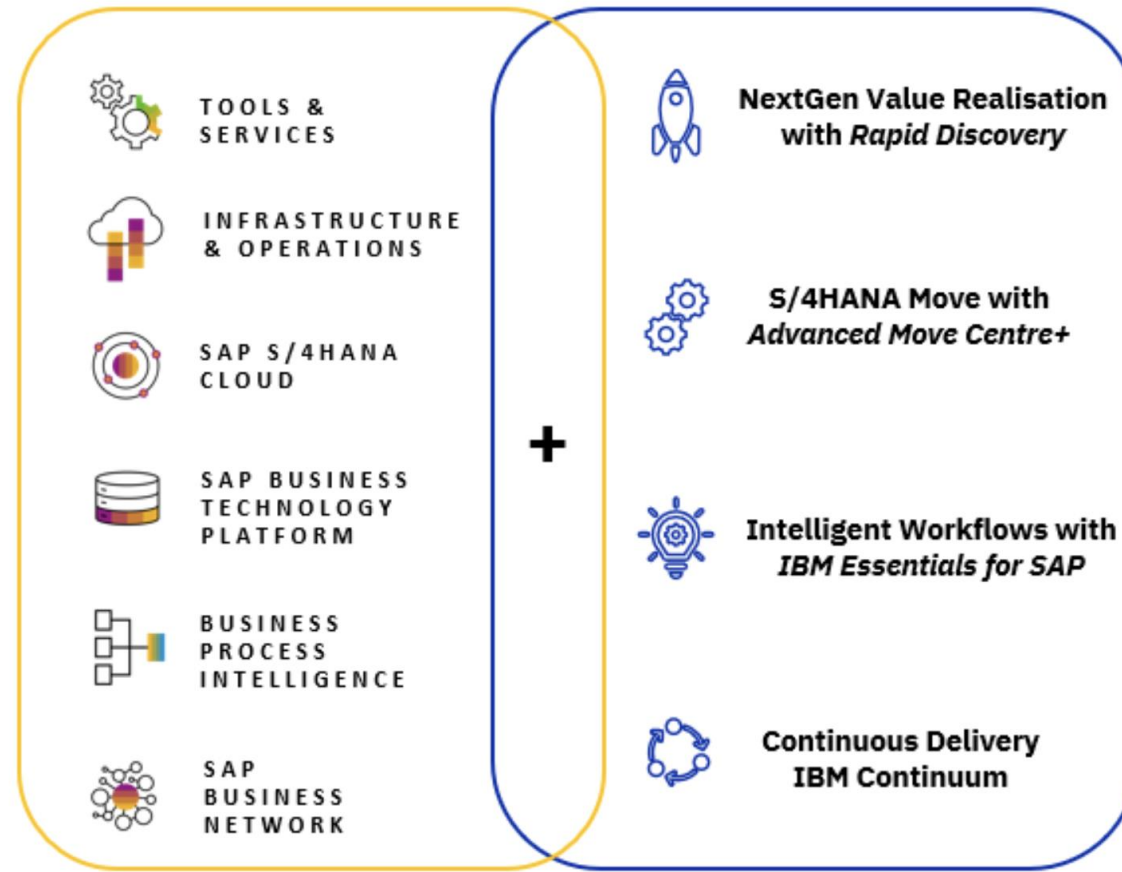 TOOLS &
SERVICES
INFRASTRUCTURE
& OPERATIONS
SAP S/4HANA
CLOUD
SAP BUSINESS
TECHNOLOGY
PLATFORM
BUSINESS
PROCESS
INTELLIGENCE
SAP
BUSINESS
NETWORK
+
NextGen Value Realisation
with Rapid Discovery
S/4HANA Move with
Advanced Move Centre+
Intelligent Workflows with
IBM Essentials for SAP
Continuous Delivery
IBM Continuum